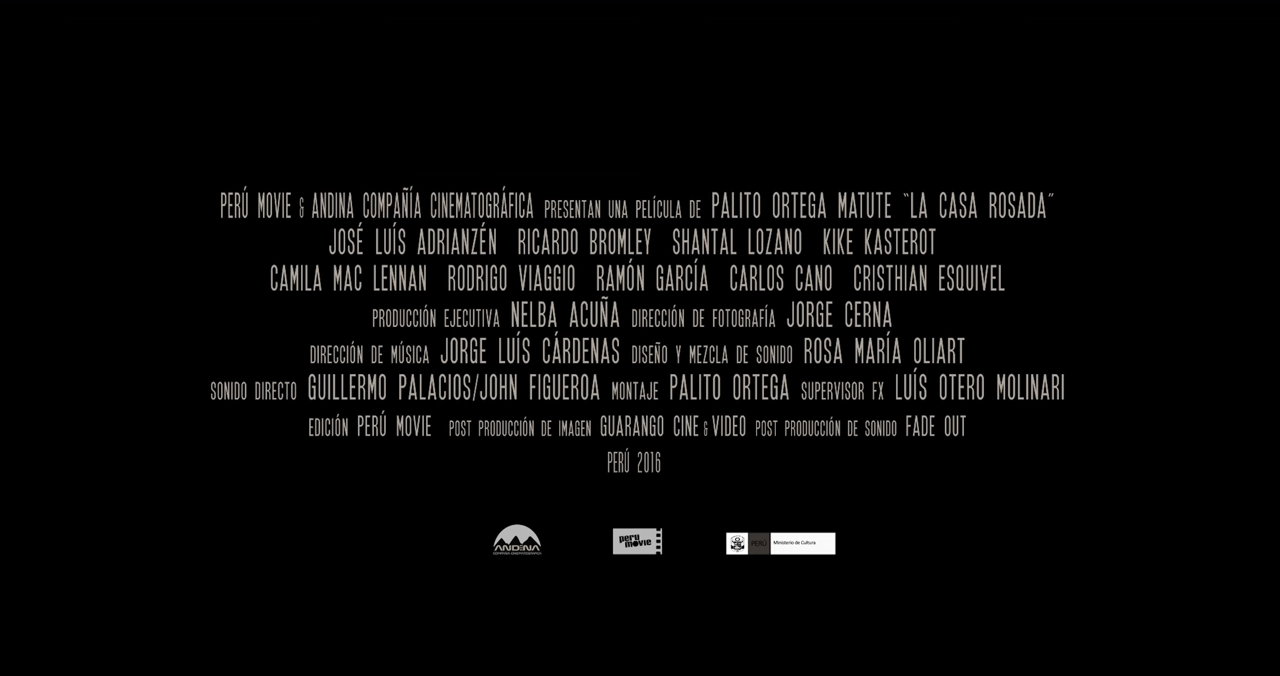 PERÚ MOVIE & ANDINA COMPAÑÍA CINEMATOGRÁFICA PRESENTAN UNA PELÍCULA DE PALITO ORTEGA MATUTE "LA CASA ROSADA"
JOSÉ LUÍS ADRIANZÉN RICARDO BROMLEY SHANTAL LOZANO KIKE KASTEROT
CAMILA MAC LENNAN RODRIGO VIAGGIO RAMÓN GARCÍA CARLOS CANO CRISTHIAN ESQUIVEL
PRODUCCIÓN EJECUTIVA NELBA ACUÑA DIRECCIÓN DE FOTOGRAFÍA JORGE CERNA
DIRECCIÓN DE MÚSICA JORGE LUÍS CÁRDENAS DISEÑO Y MEZCLA DE SONIDO ROSA MARÍA OLIART
SONIDO DIRECTO GUILLERMO PALACIOS/JOHN FIGUEROA MONTAJE PALITO ORTEGA SUPERVISOR FX LUÍS OTERO MOLINARI
EDICIÓN PERÚ MOVIE POST PRODUCCIÓN DE IMAGEN GUARANGO CINE & VIDEO POST PRODUCCIÓN DE SONIDO FADE OUT
PERÚ 2016
ANDINA
COMPAÑÍA CINEMATOGRÁFICA
perú
movie
PERÚ Ministerio de Cultura